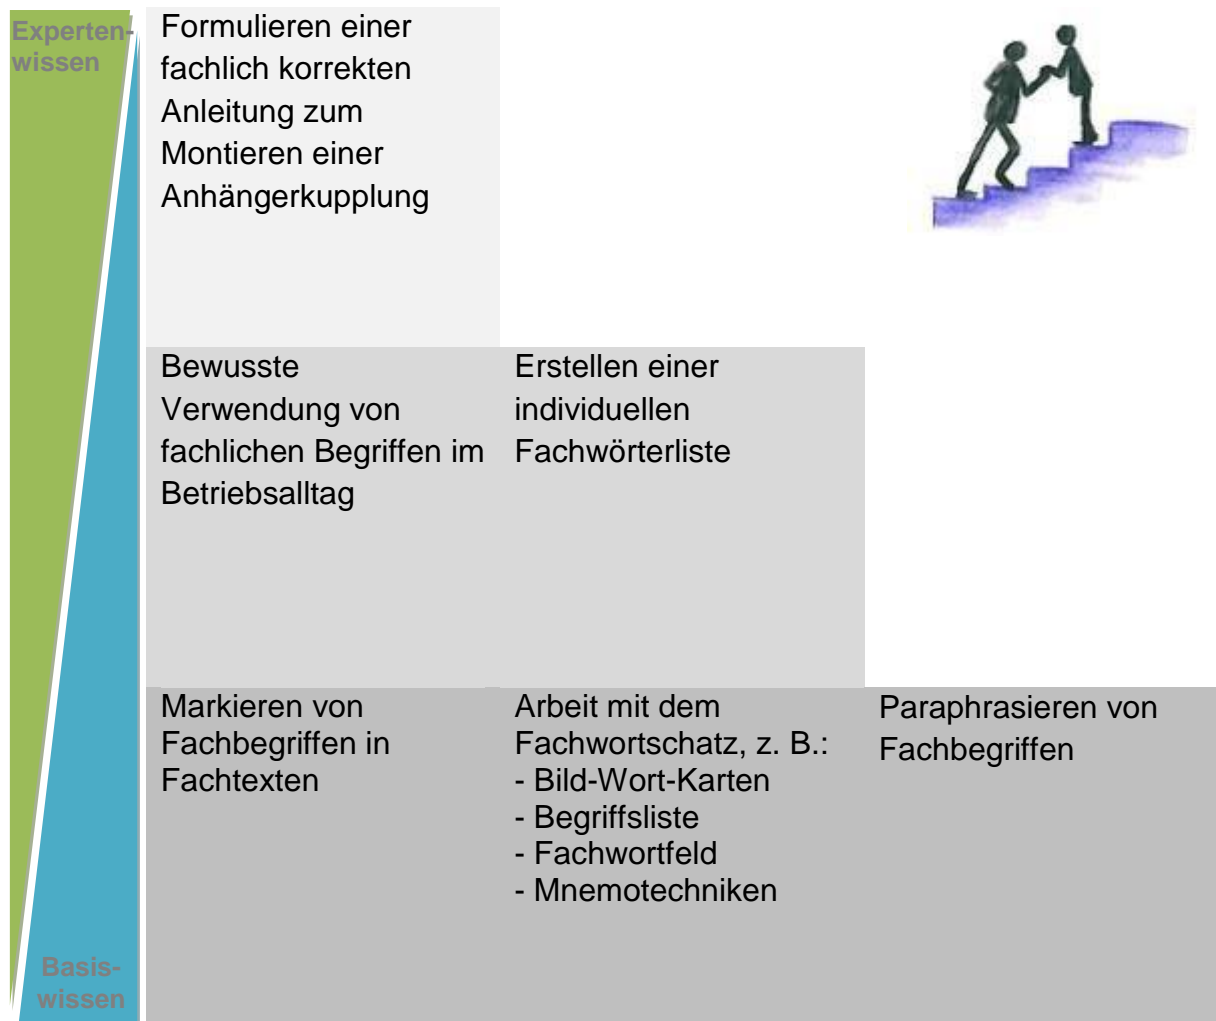 Experten-
wissen
Formulieren einer
fachlich korrekten
Anleitung zum
Montieren einer
Anhängerkupplung
Bewusste
Verwendung von
fachlichen Begriffen im
Betriebsalltag
Erstellen einer
individuellen
Fachwörterliste
Markieren von
Fachbegriffen in
Fachtexten
Arbeit mit dem
Fachwortschatz, z. B.:
- Bild-Wort-Karten
- Begriffsliste
- Fachwortfeld
- Mnemotechniken
Paraphrasieren von
Fachbegriffen
Basis-
wissen